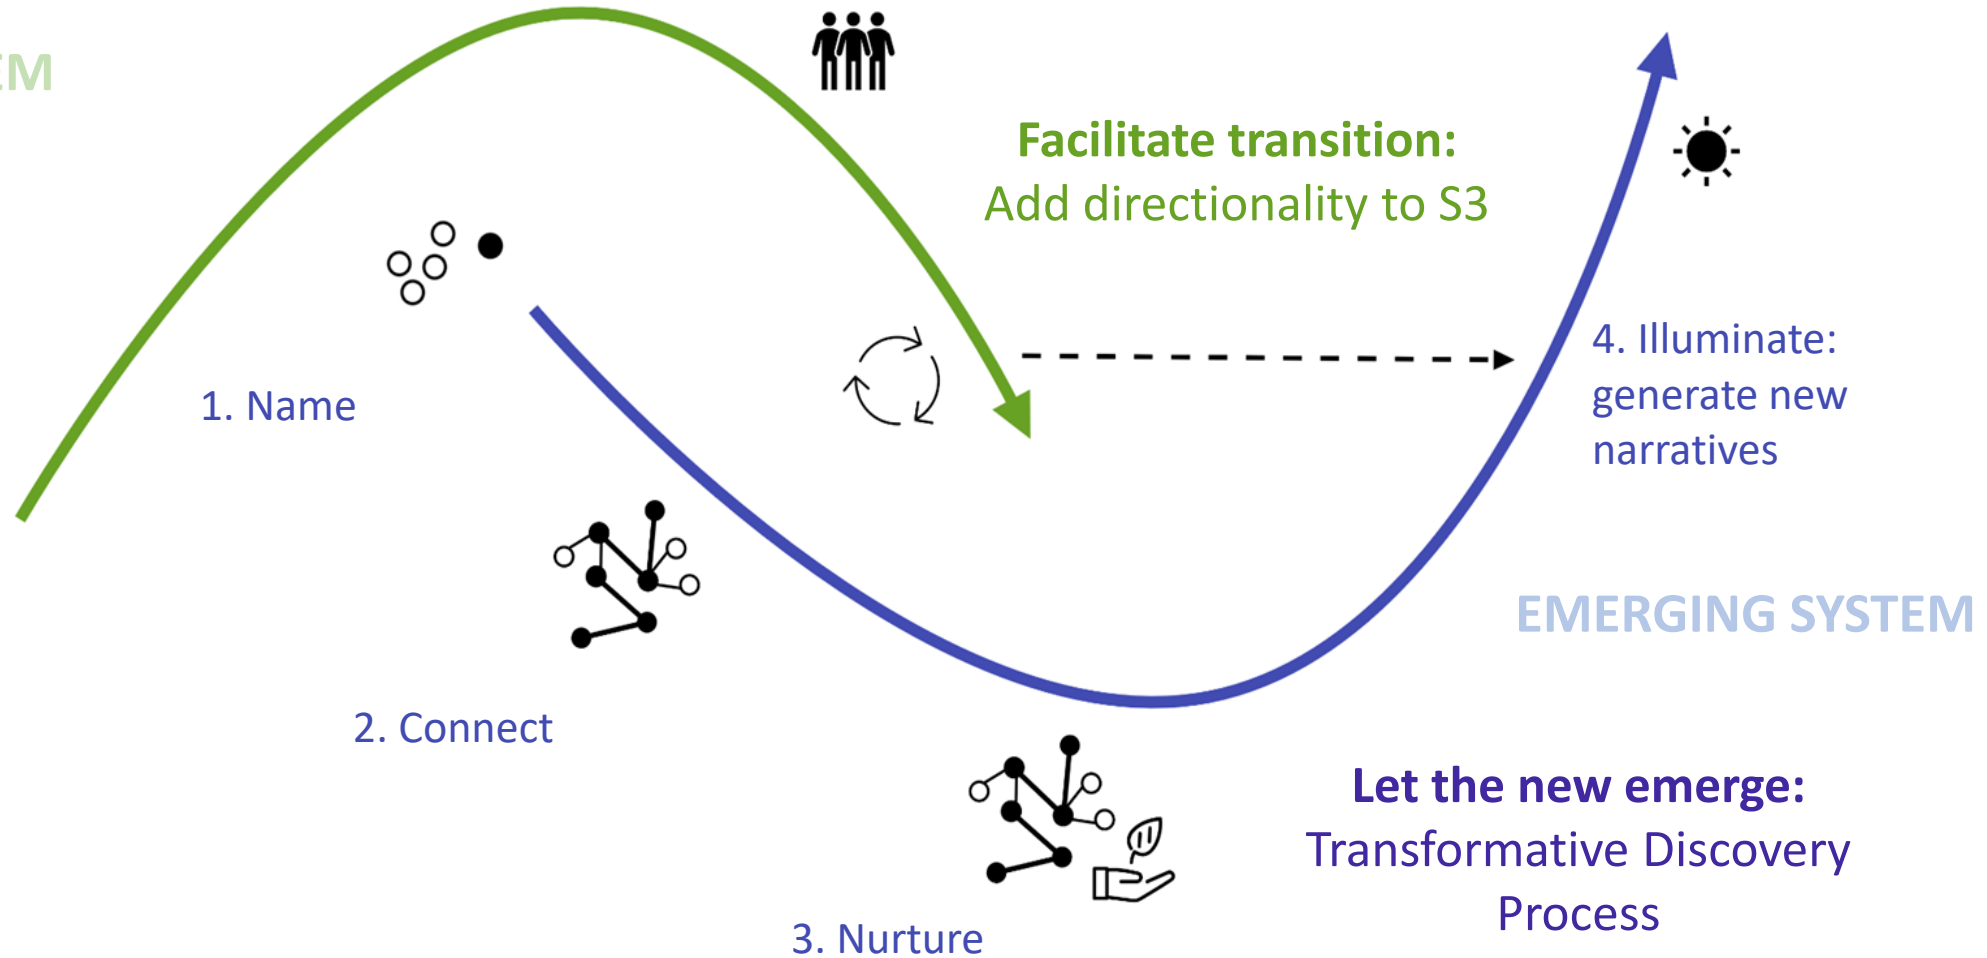 EM
Facilitate transition:
Add directionality to S3
1. Name
4. Illuminate:
generate new
narratives
EMERGING SYSTEM
2. Connect
Let the new emerge:
Transformative Discovery
Process
3. Nurture